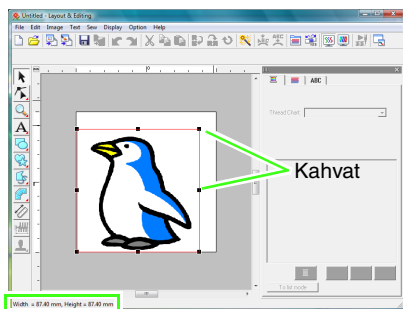 Untitled - Layout & Editing
File Edit Image Text Sew Display Option Help
ABC
Thread Chart
Kahvat
To list mode
Width = 87.40 mm, Height = 87.40 mm